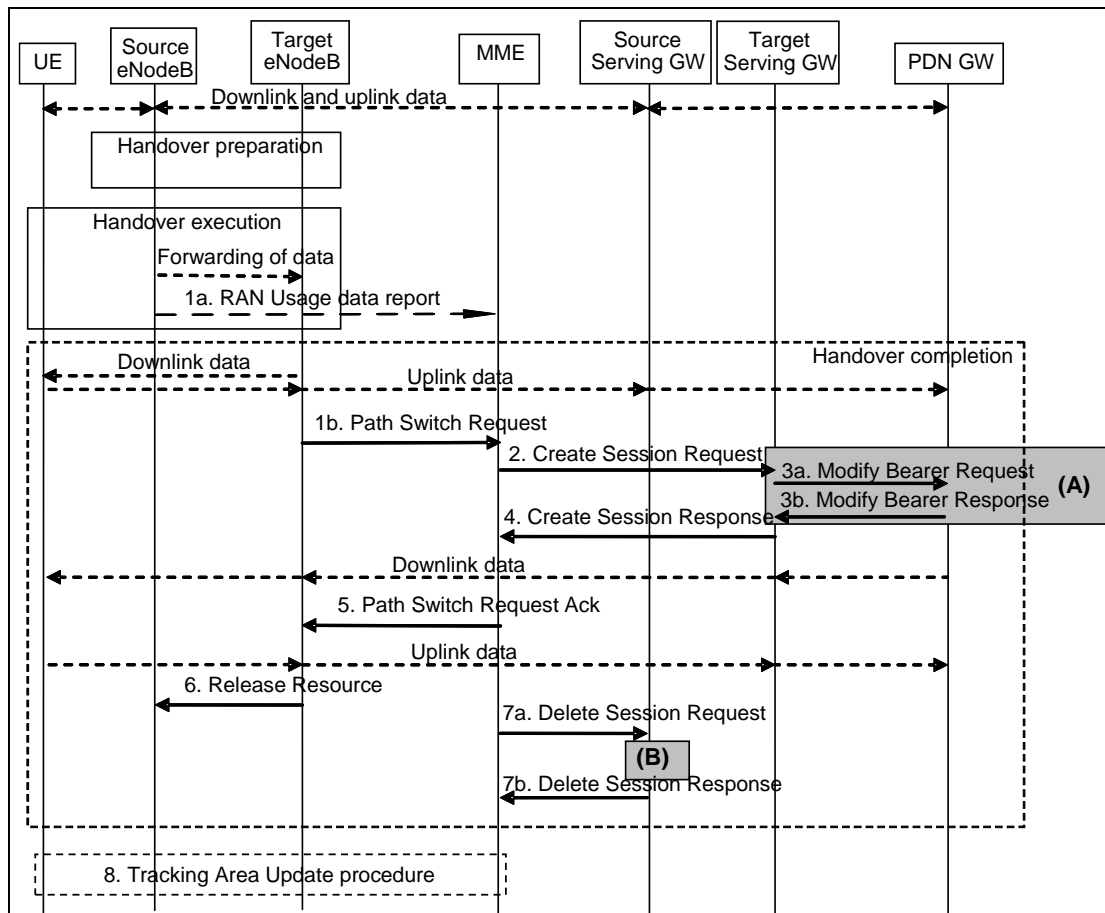 UE
Source
eNodeB
Target
eNodeB
MME
Source
Serving GW
Target
Serving GW
PDN GW
Downlink and uplink data
Handover preparation
Handover execution
Forwarding of data
1a. RAN Usage data report
Handover completion
Downlink data
Uplink data
1b. Path Switch Request
2. Create Session Request
3a. Modify Bearer Request
(A)
3b. Modify Bearer Response
4. Create Session Response
Downlink data
5. Path Switch Request Ack
Uplink data
6. Release Resource
7a. Delete Session Request
(B)
7b. Delete Session Response
8. Tracking Area Update procedure